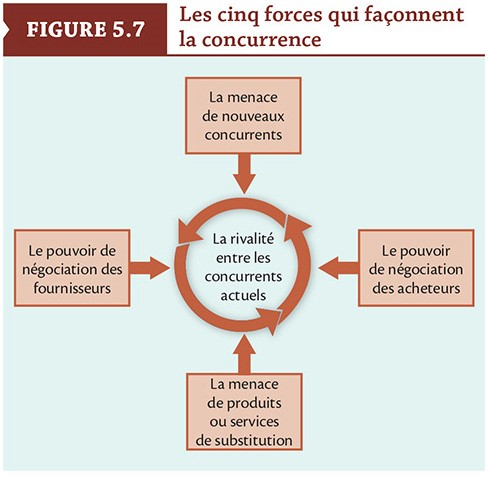 FIGURE 5.7
Les cinq forces qui façonnent
la concurrence
La menace
de nouveaux
concurrents
Le pouvoir de
négociation des
fournisseurs
La rivalité
entre les
concurrents
actuels
Le pouvoir
de négociation
des acheteurs
La menace
de produits
ou services
de substitution